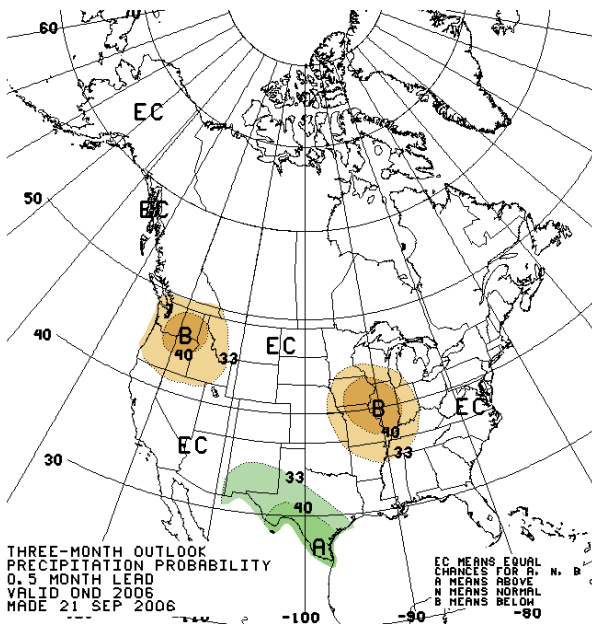 60
70
EC
50
EC
40
B
40
33
EC
B
40
33
EC
EC
30
33
40
A
THREE-MONTH OUTLOOK
PRECIPITATION PROBABILITY
0.5 MONTH LEAD
VALID OND 2006
MADE 21 SEP 2006
EC MEANS EQUAL
CHANCES FOR A, N, B
A MEANS ABOVE
N MEANS NORMAL
B MEANS BELOW
-110
-100
-90
-80